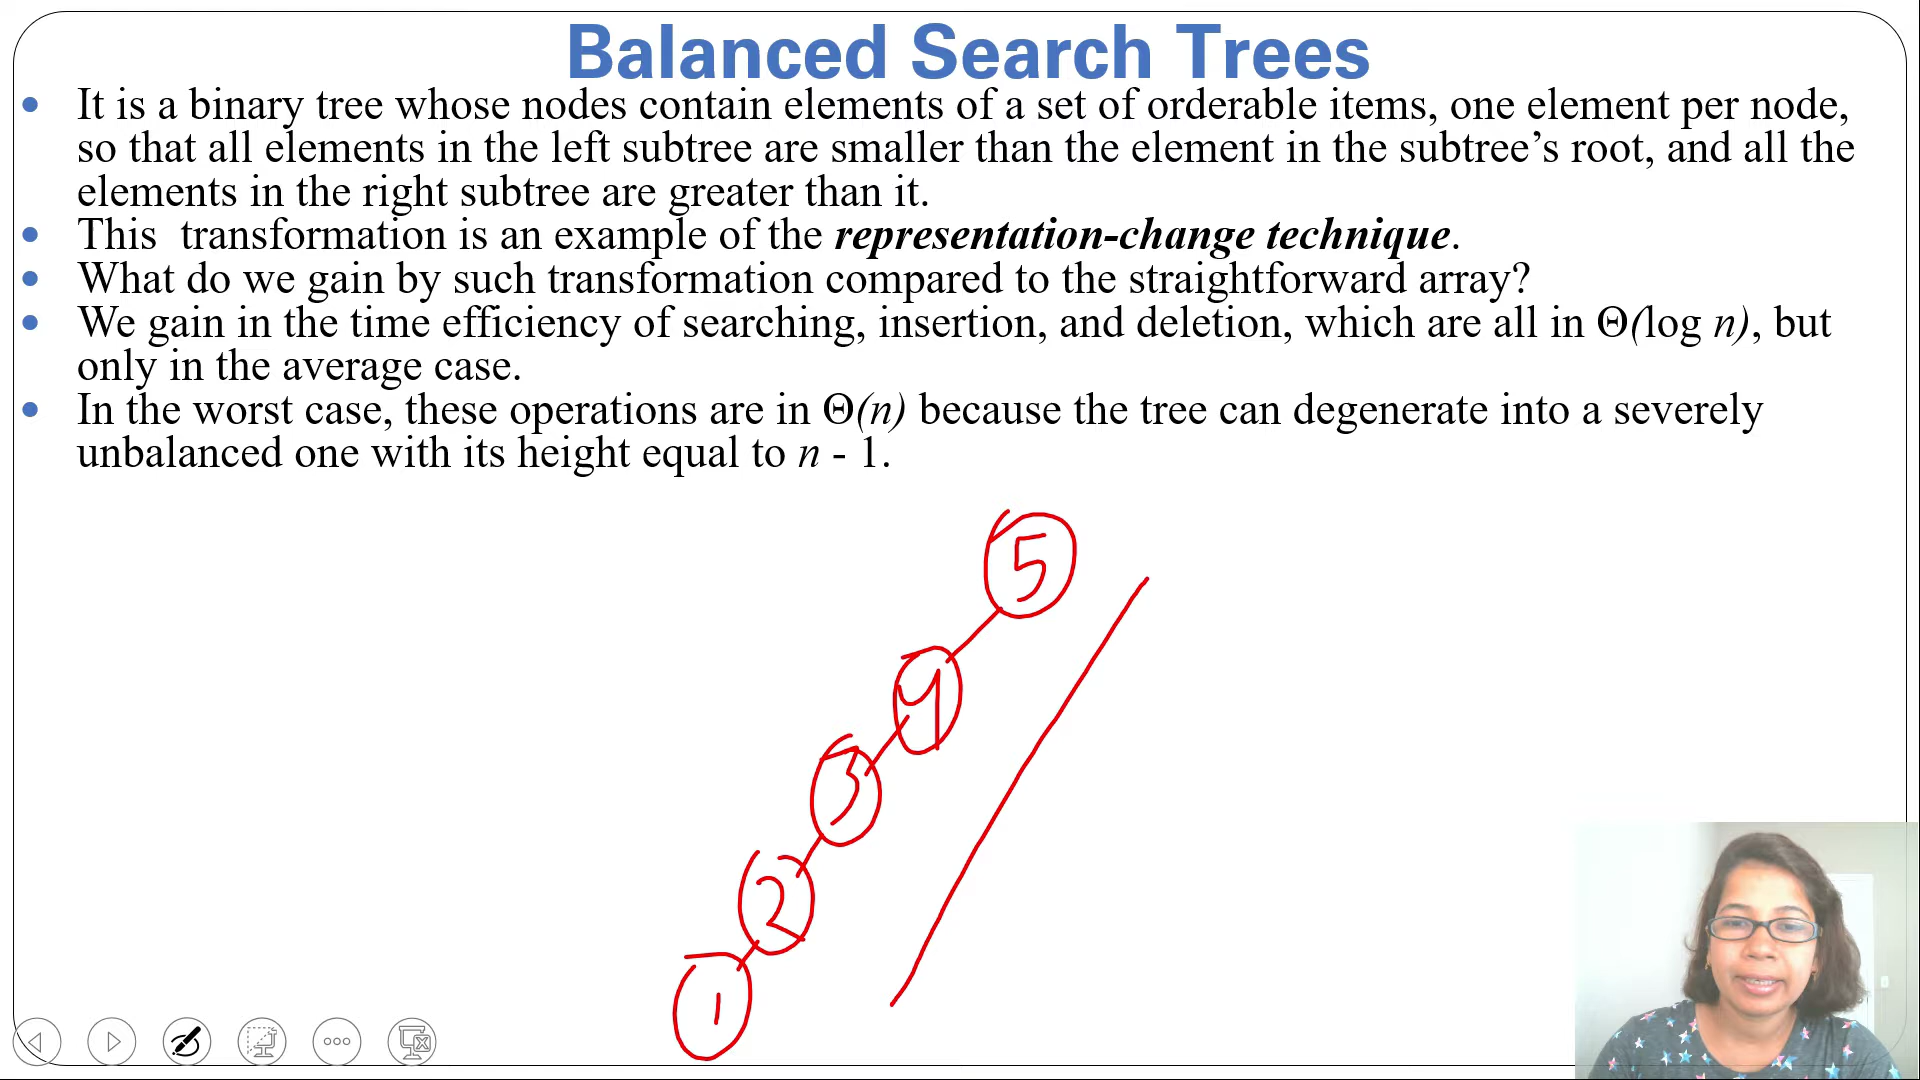 Balanced Search Trees
• It is a binary tree whose nodes contain elements of a set of orderable items, one element per node,
so that all elements in the left subtree are smaller than the element in the subtree’s root, and all the
elements in the right subtree are greater than it.
• This transformation is an example of the representation-change technique.
• What do we gain by such transformation compared to the straightforward array?
• We gain in the time efficiency of searching, insertion, and deletion, which are all in Θ(log n), but
only in the average case.
• In the worst case, these operations are in Θ(n) because the tree can degenerate into a severely
unbalanced one with its height equal to n - 1.
5
4
3
2
1